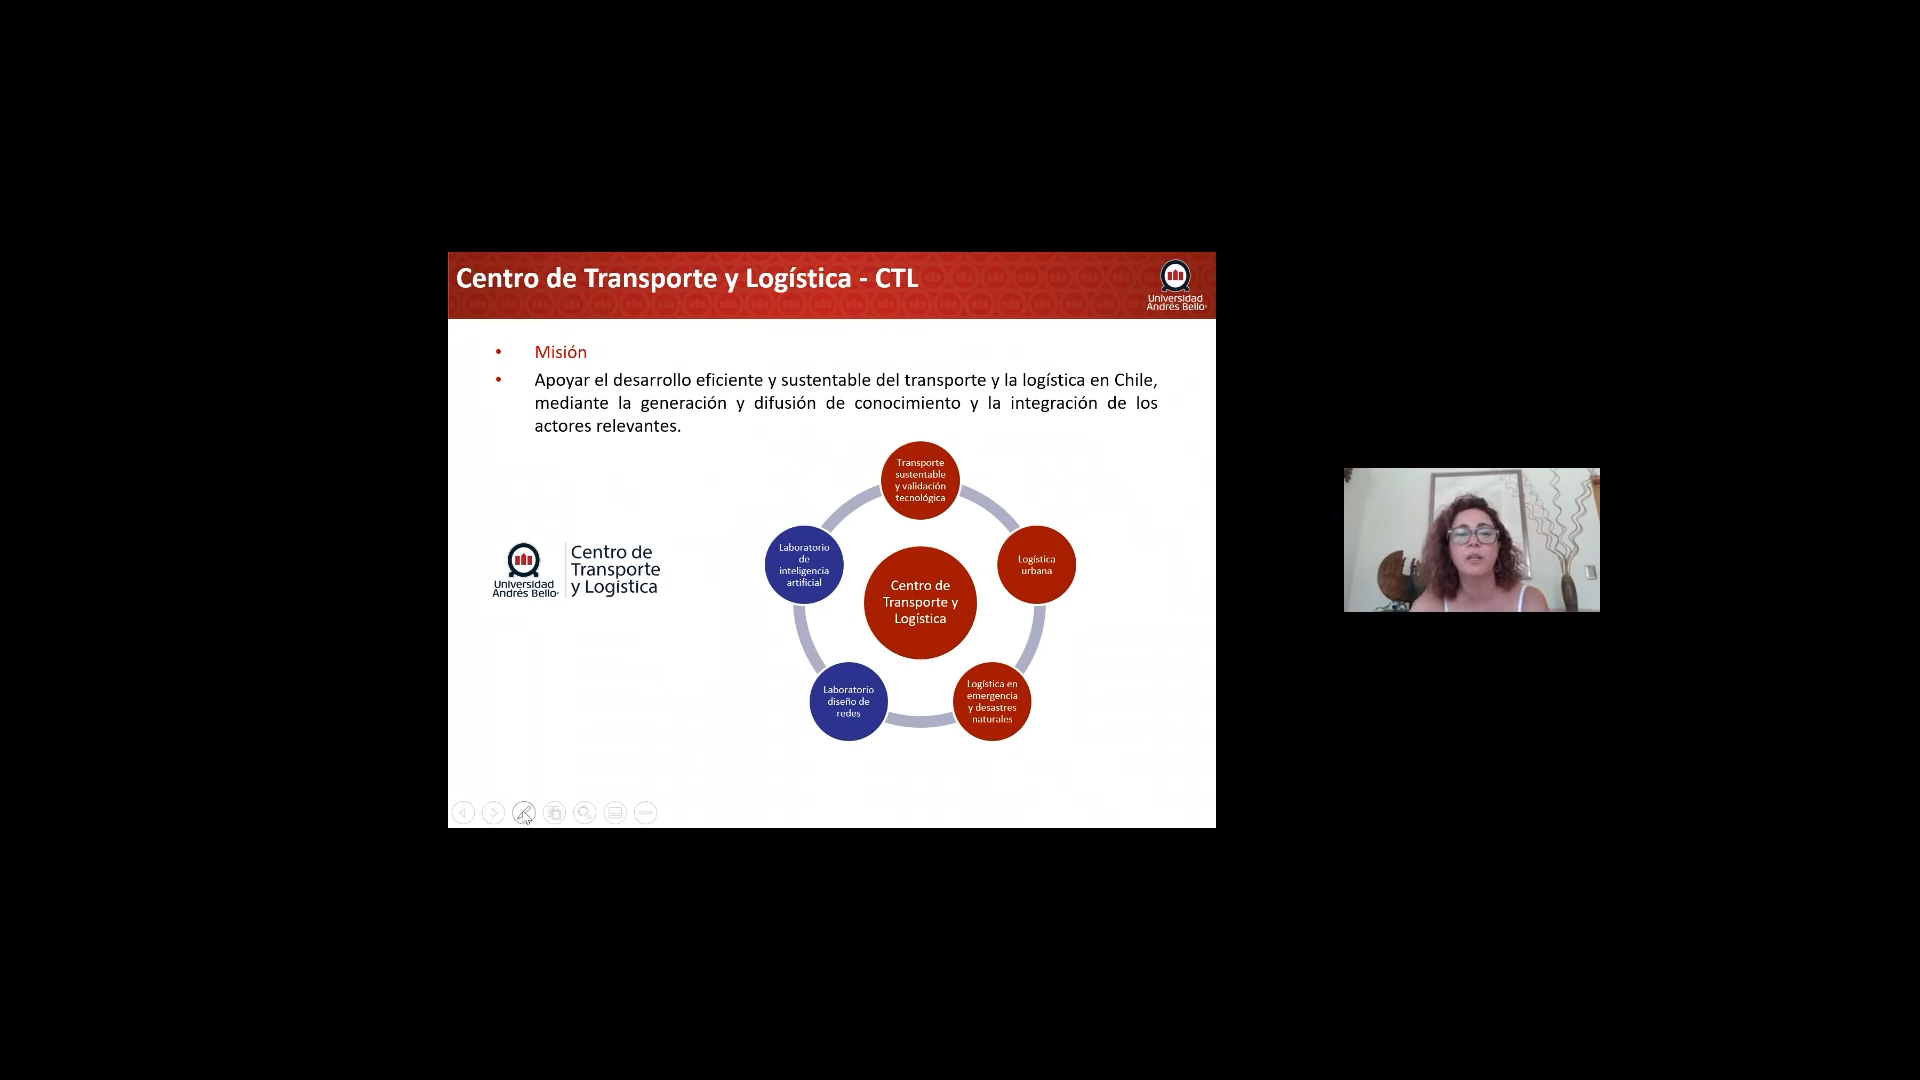 Centro de Transporte y Logística - CTL
Universidad
Andrés Bello
• Misión
• Apoyar el desarrollo eficiente y sustentable del transporte y la logística en Chile,
mediante la generación y difusión de conocimiento y la integración de los
actores relevantes.
Transporte
sustentable
y validación
tecnológica
Laboratorio
de
inteligencia
artificial
Logística
urbana
Universidad
Andrés Bello
Centro de
Transporte
y Logística
Centro de
Transporte y
Logística
Laboratorio
diseño de
redes
Logística en
emergencia
y desastres
naturales